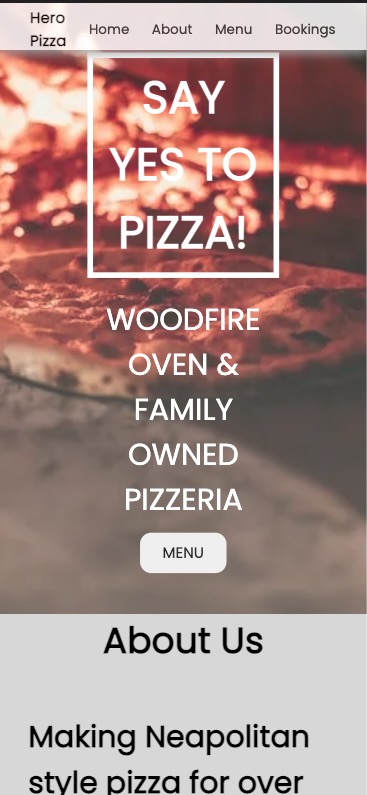 Hero
Pizza
Home About Menu Bookings
SAY
YES TO
PIZZA!
WOODFIRE
OVEN &
FAMILY
OWNED
PIZZERIA
MENU
About Us
Making Neapolitan
style pizza for over